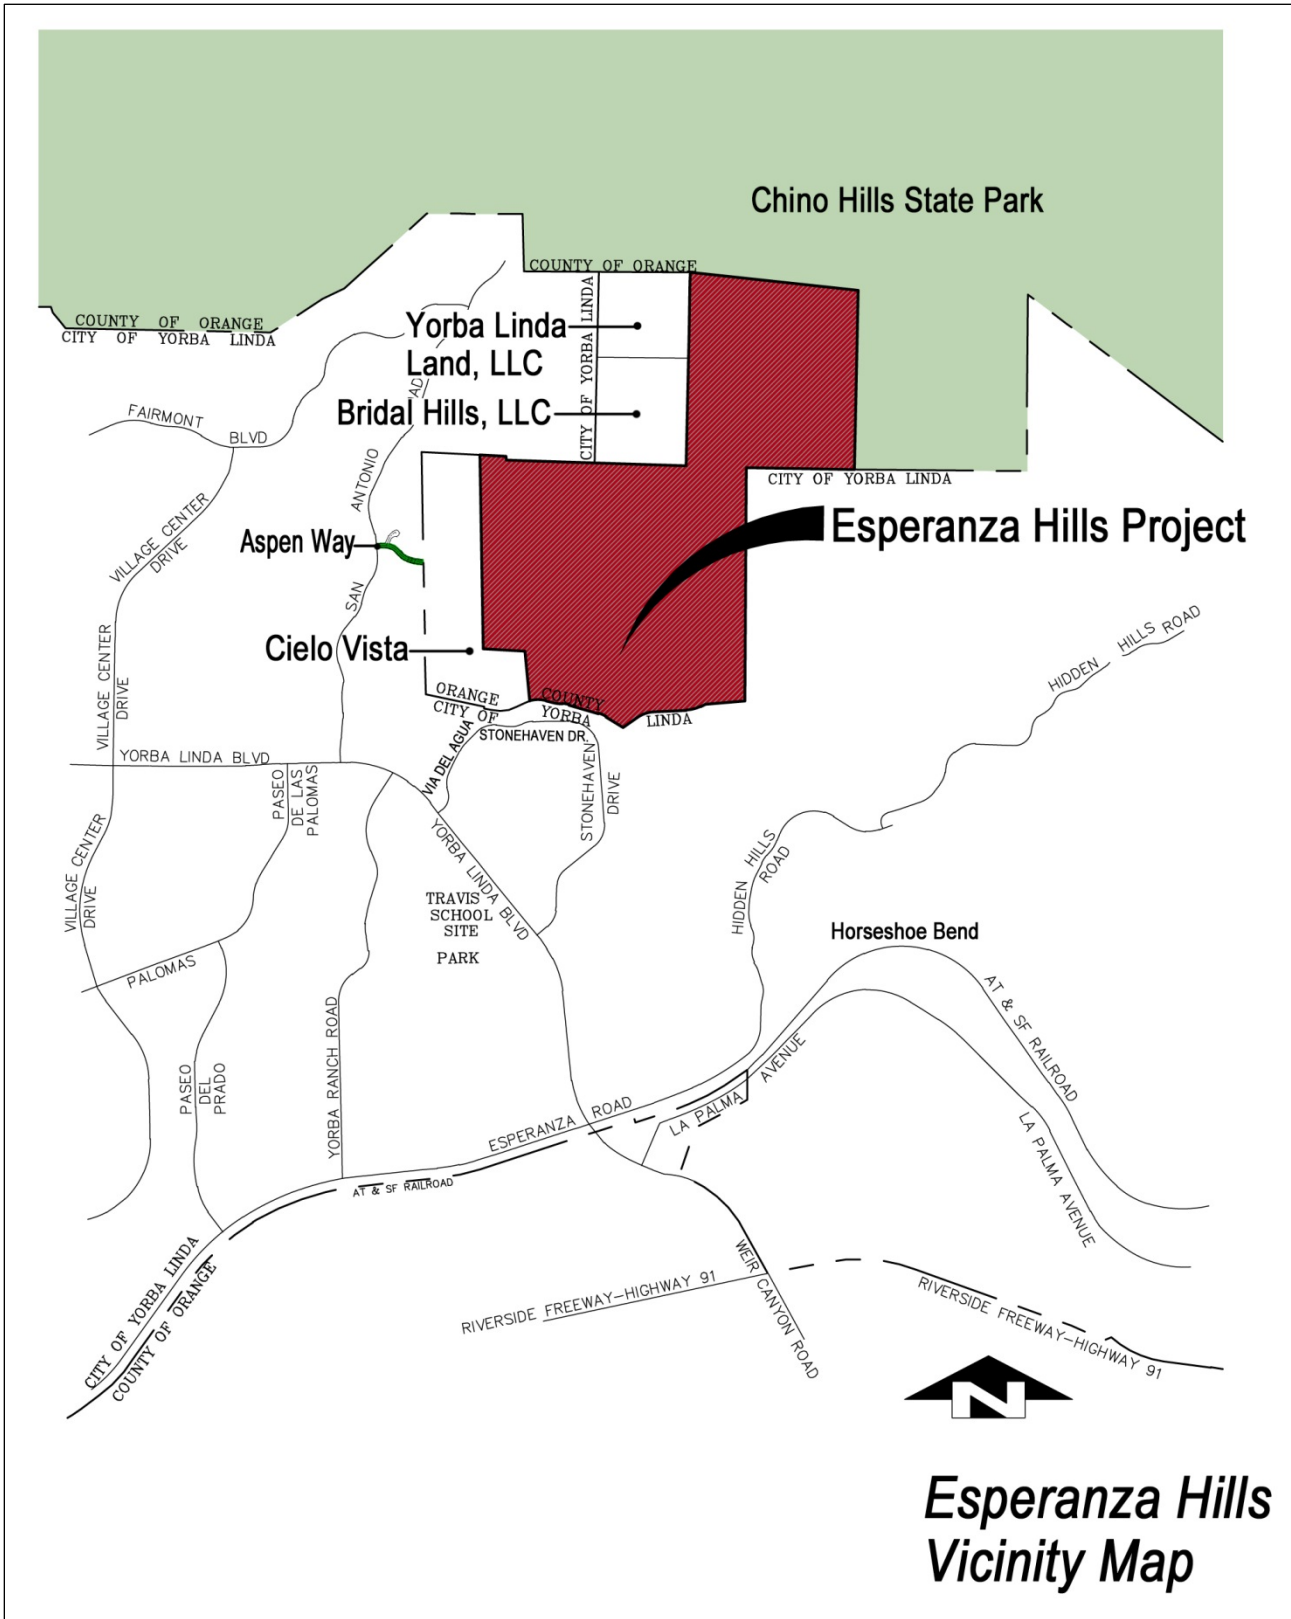 Chino Hills State Park
COUNTY OF ORANGE
COUNTY OF ORANGE
CITY OF YORBA LINDA
CITY OF YORBA LINDA
Yorba Linda
Land, LLC
Bridal Hills, LLC
FAIRMONT
BLVD
SAN
ANTONIO
CITY OF YORBA LINDA
Esperanza Hills Project
VILLAGE CENTER
DRIVE
Aspen Way
Cielo Vista
HIDDEN HILLS ROAD
VILLAGE CENTER
DRIVE
ORANGE COUNTY
CITY OF YORBA LINDA
STONEHAVEN DR.
VIA DEL AGUA
STONEHAVEN
DRIVE
YORBA LINDA BLVD
PASEO
DE LAS
PALOMAS
YORBA LINDA BLVD
VILLAGE CENTER
DRIVE
HIDDEN HILLS
ROAD
TRAVIS
SCHOOL
SITE
PARK
Horseshoe Bend
PALOMAS
AT & SF RAILROAD
YORBA RANCH ROAD
PASEO
DEL
PRADO
ESPERANZA ROAD
LA PALMA AVENUE
LA PALMA AVENUE
AT & SF RAILROAD
CITY OF YORBA LINDA
COUNTY OF ORANGE
WEIR CANYON ROAD
RIVERSIDE FREEWAY-HIGHWAY 91
RIVERSIDE FREEWAY-HIGHWAY 91
N
Esperanza Hills
Vicinity Map